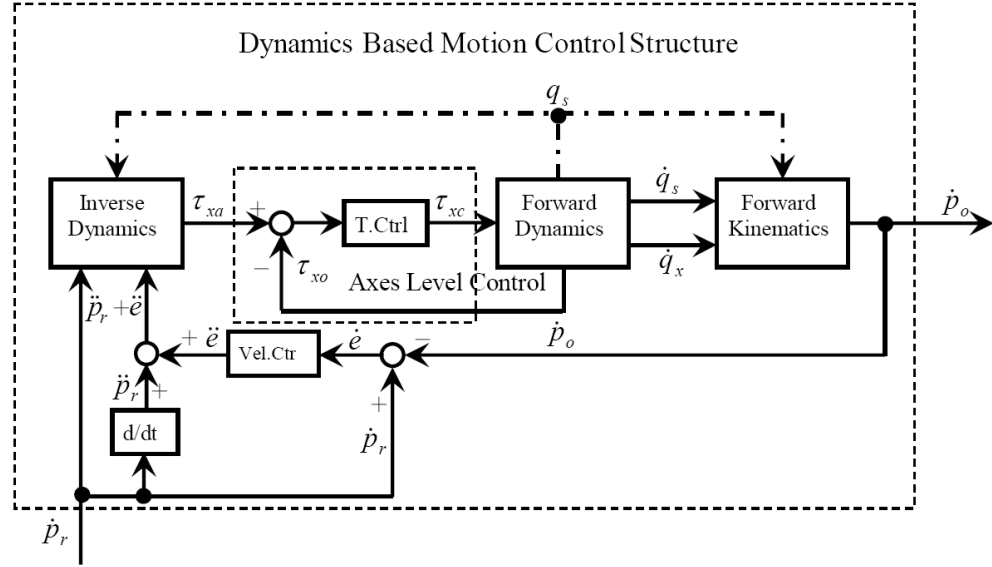 Dynamics Based Motion Control Structure
q_s
Inverse
Dynamics
τ_xa
+
−
τ_xo
T.Ctrl
τ_xc
Axes Level Control
Forward
Dynamics
q̇_s
q̇_x
Forward
Kinematics
ṗ_o
p̈_r + ë
+ ë
Vel.Ctr
ė
−
ṗ_o
p̈_r
+
+
ṗ_r
d/dt
ṗ_r